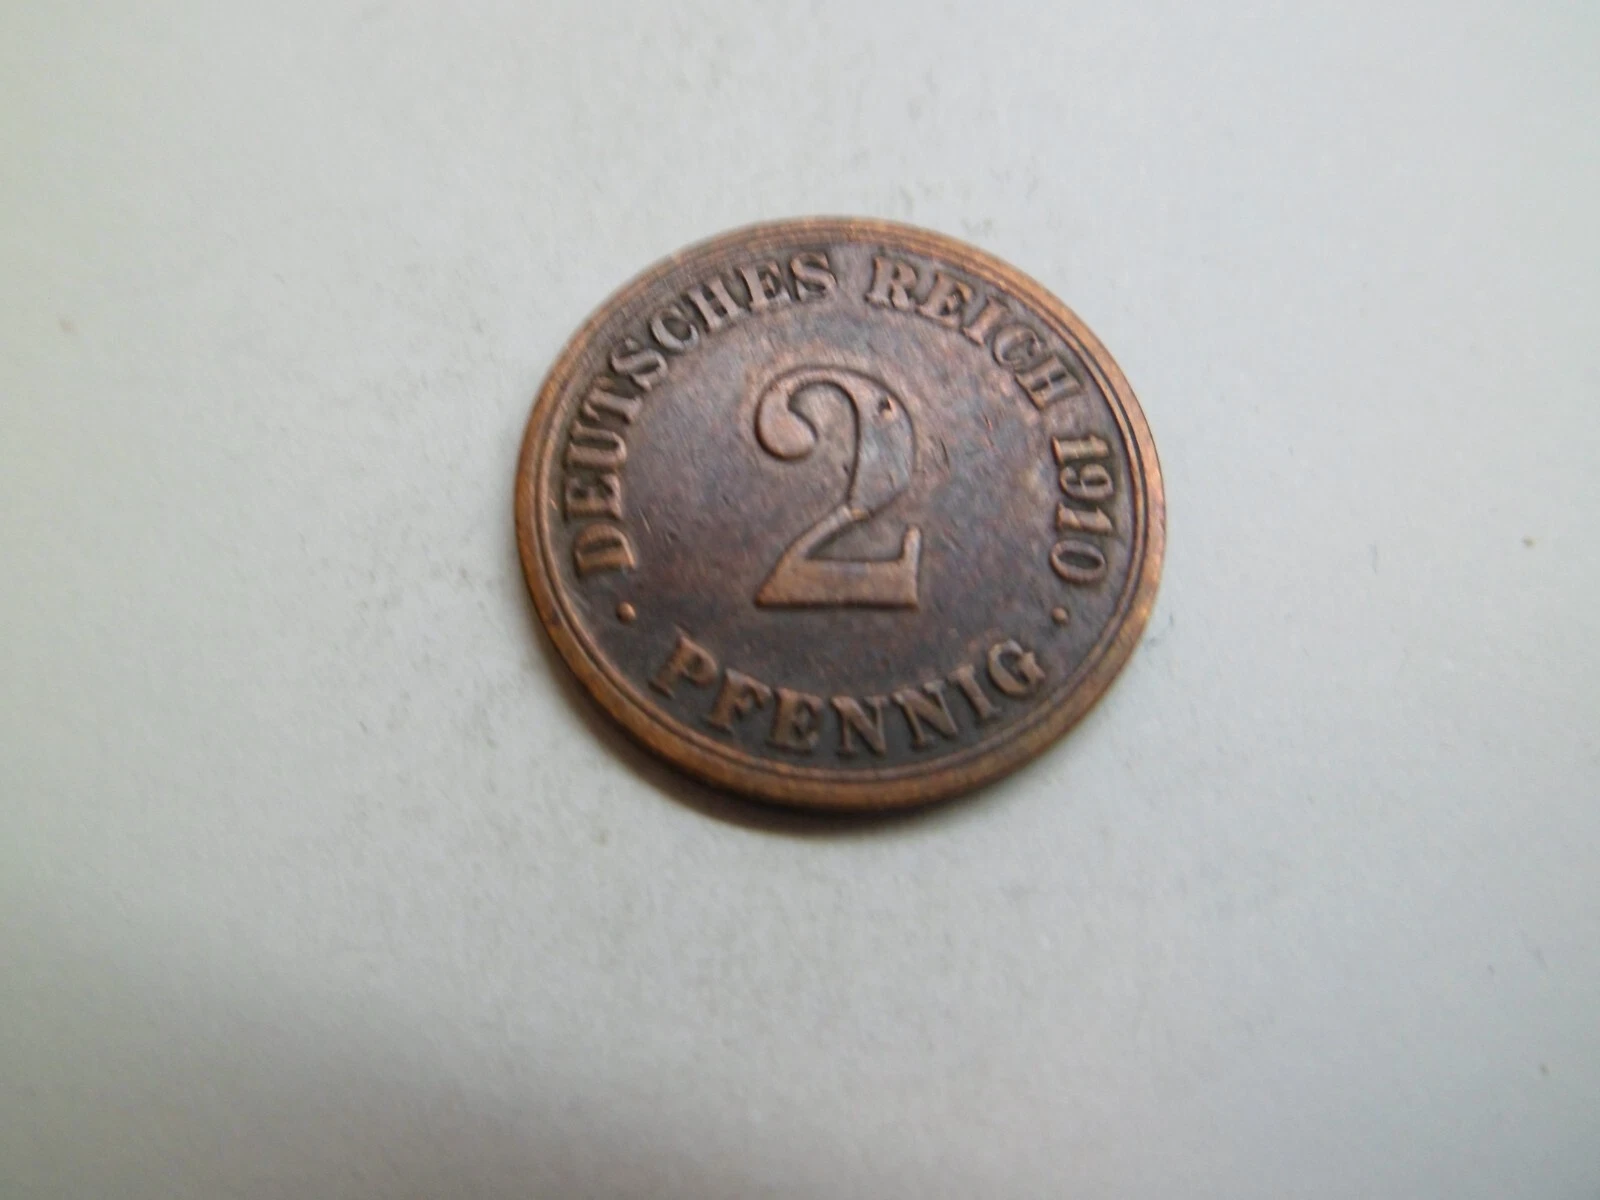 DEUTSCHES REICH 1910
2
PFENNIG